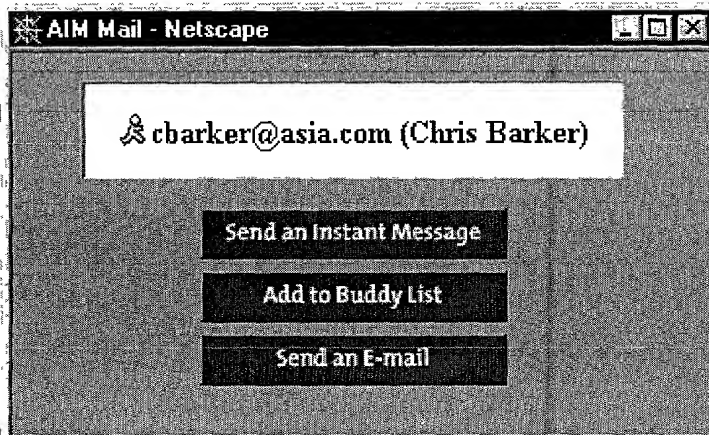 AIM Mail - Netscape
cbarker@asia.com (Chris Barker)
Send an Instant Message
Add to Buddy List
Send an E-mail